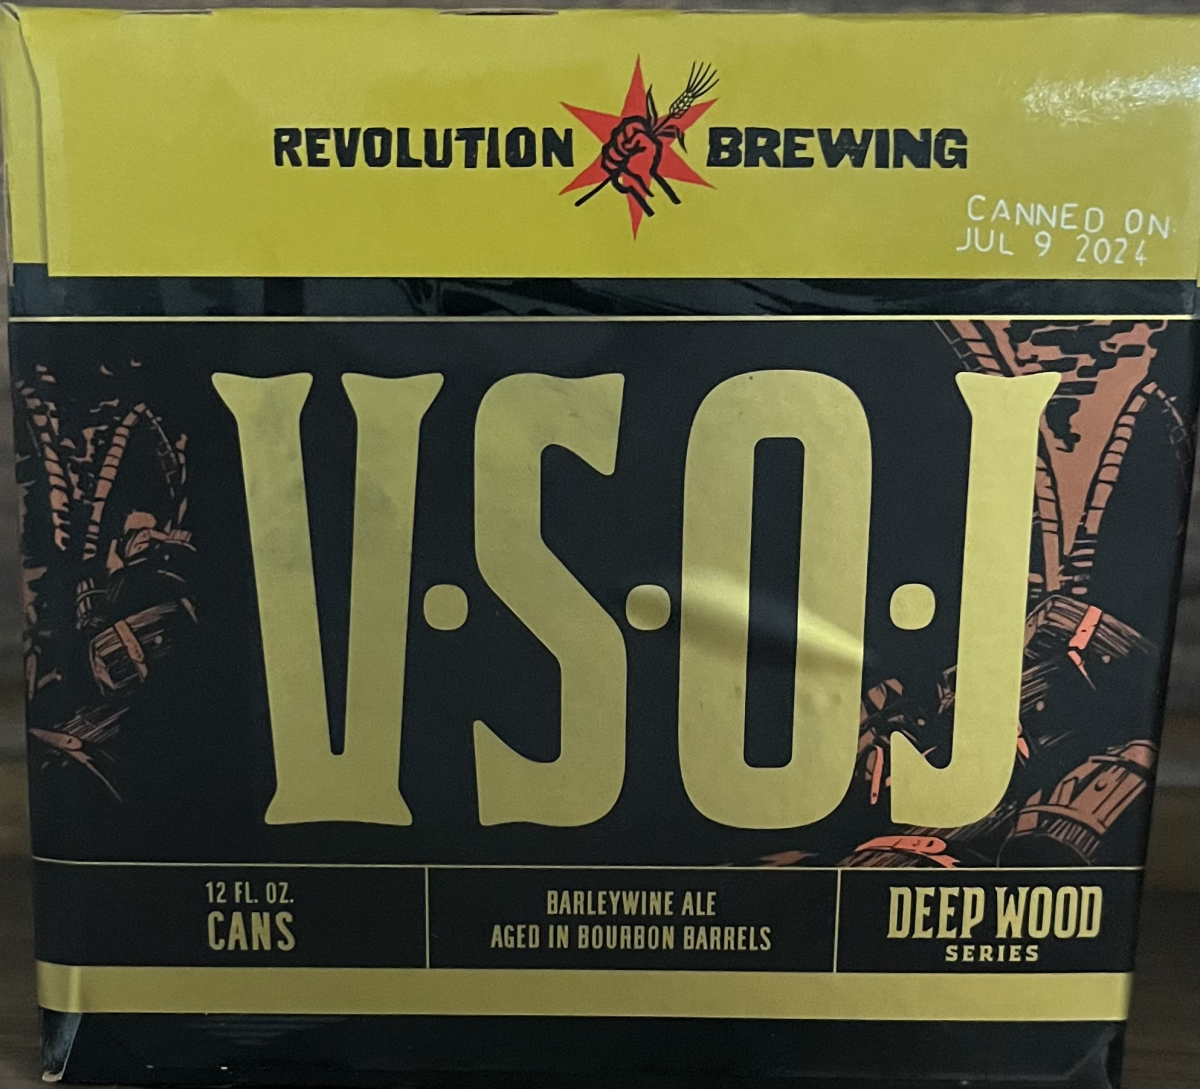 REVOLUTION BREWING
CANNED ON
JUL 9 2024
V·S·O·J
12 FL. OZ.
CANS
BARLEYWINE ALE
AGED IN BOURBON BARRELS
DEEP WOOD
SERIES